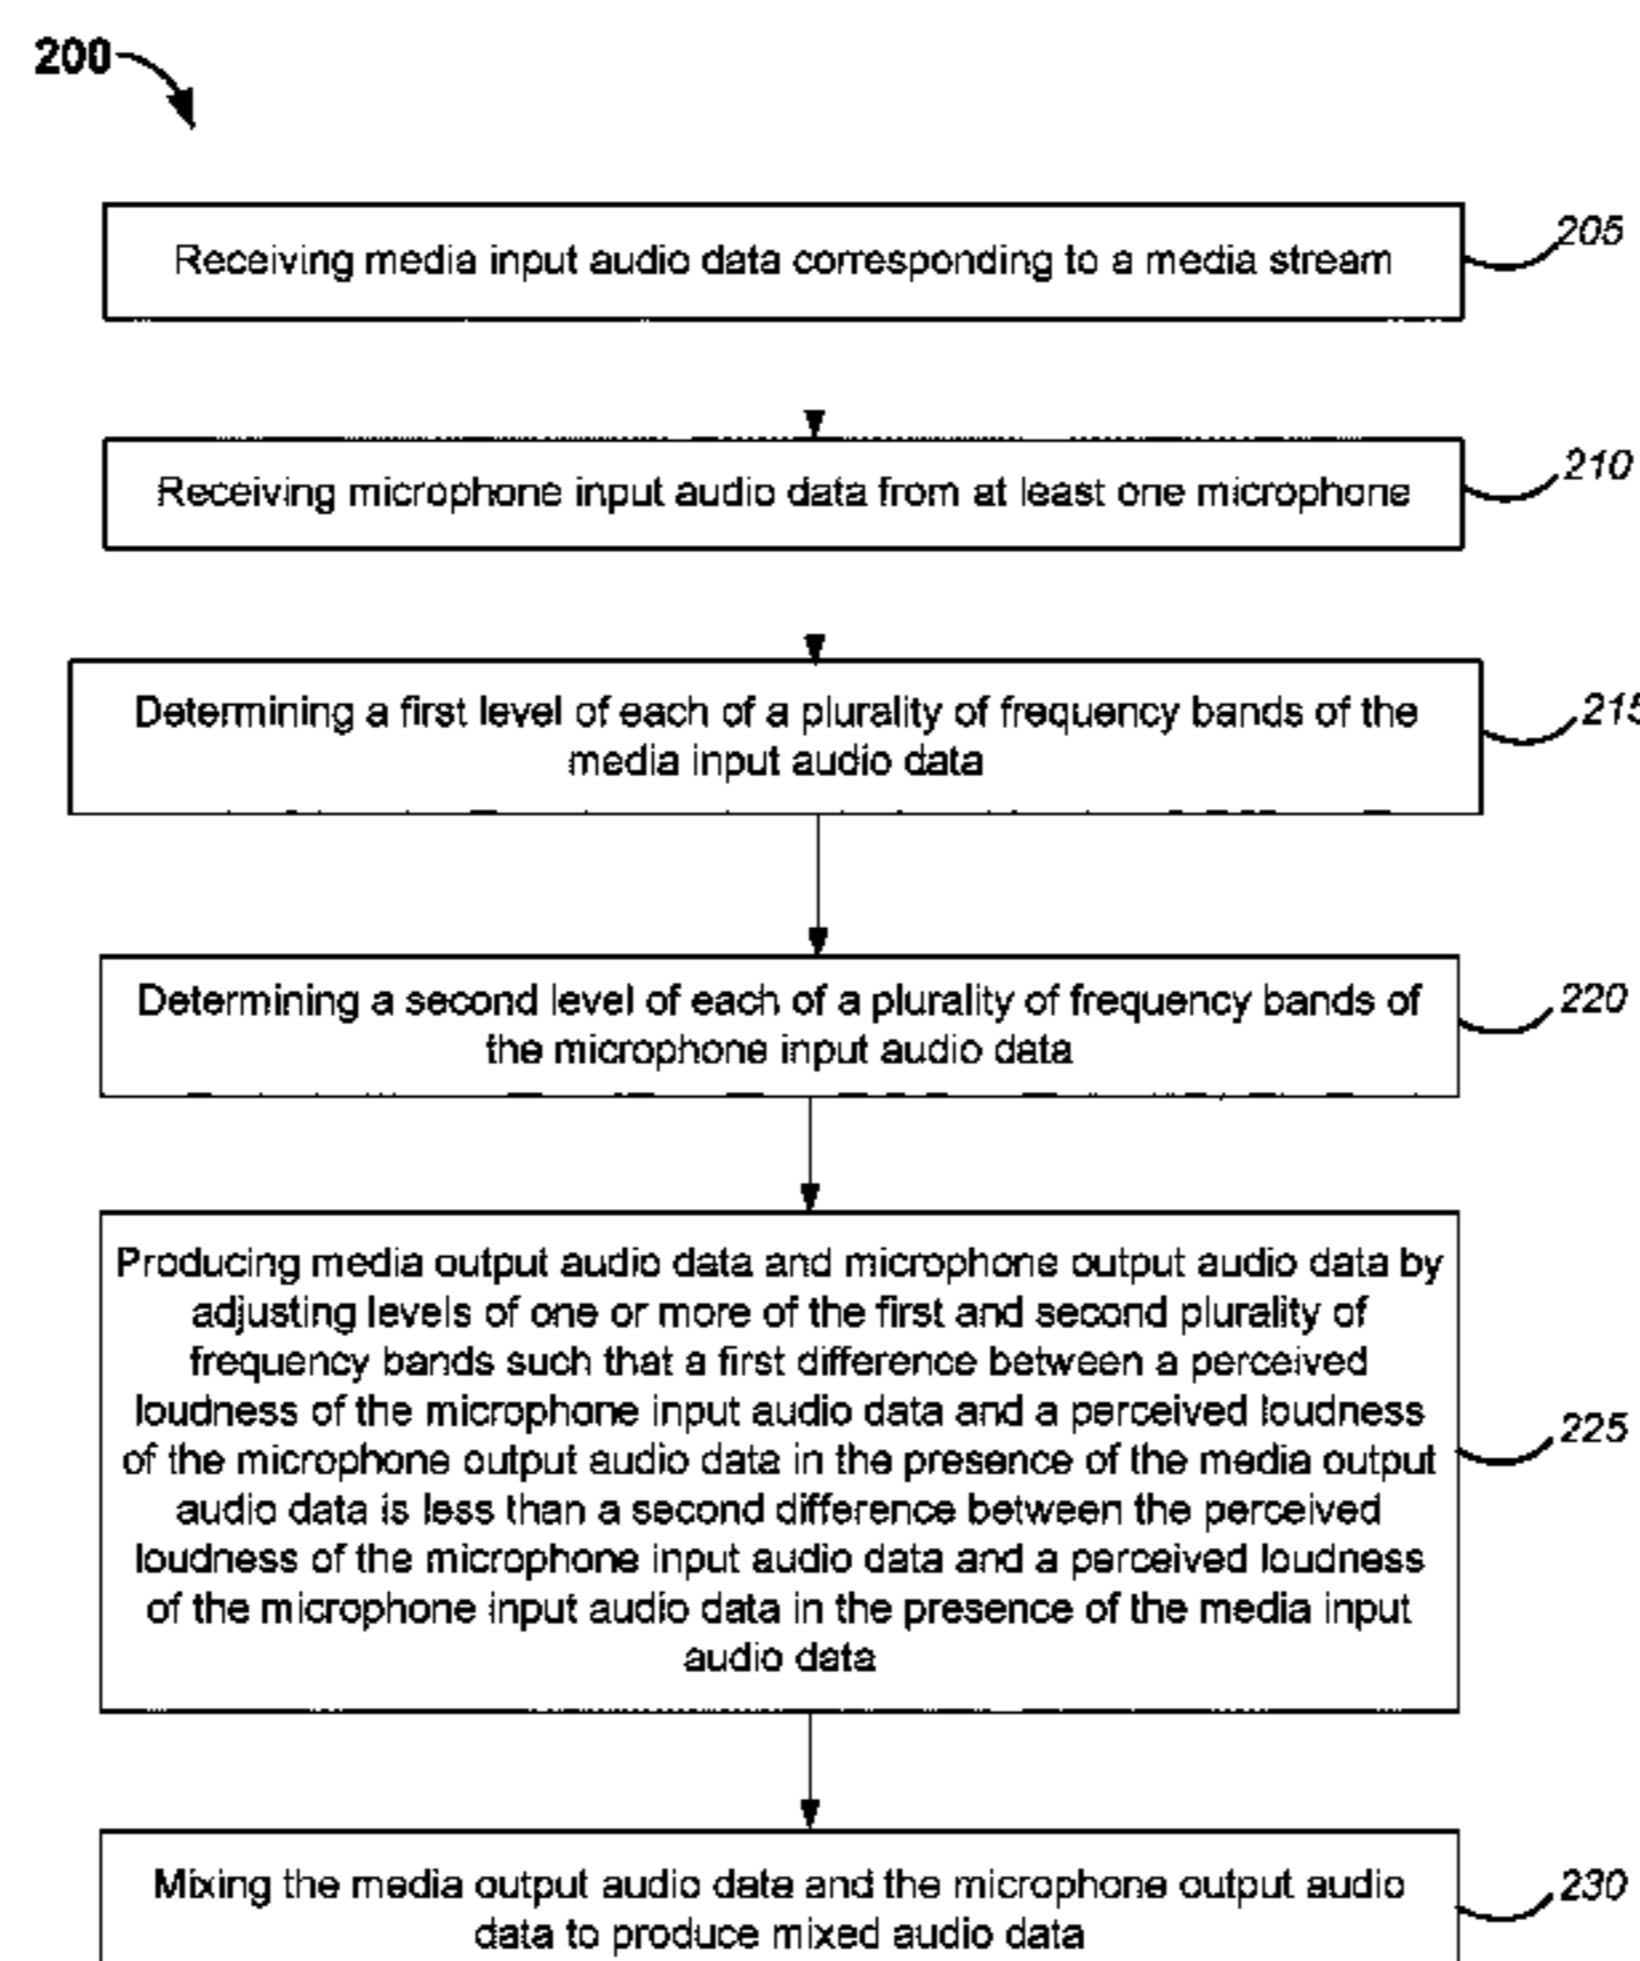 200
Receiving media input audio data corresponding to a media stream
205
Receiving microphone input audio data from at least one microphone
210
Determining a first level of each of a plurality of frequency bands of the
media input audio data
215
Determining a second level of each of a plurality of frequency bands of
the microphone input audio data
220
Producing media output audio data and microphone output audio data by
adjusting levels of one or more of the first and second plurality of
frequency bands such that a first difference between a perceived
loudness of the microphone input audio data and a perceived loudness
of the microphone output audio data in the presence of the media output
audio data is less than a second difference between the perceived
loudness of the microphone input audio data and a perceived loudness
of the microphone input audio data in the presence of the media input
audio data
225
Mixing the media output audio data and the microphone output audio
data to produce mixed audio data
230